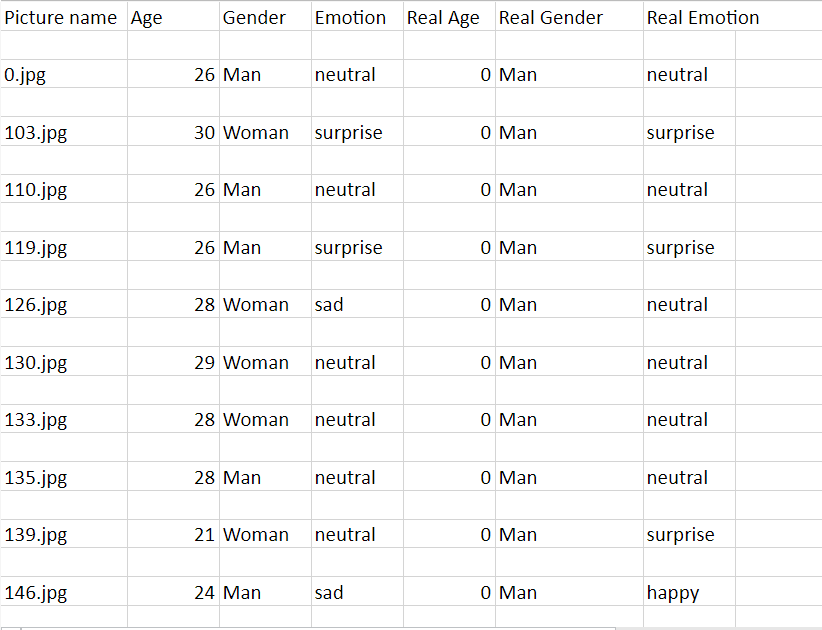 Picture name Age Gender Emotion Real Age Real Gender Real Emotion
0.jpg 26 Man neutral 0 Man neutral
103.jpg 30 Woman surprise 0 Man surprise
110.jpg 26 Man neutral 0 Man neutral
119.jpg 26 Man surprise 0 Man surprise
126.jpg 28 Woman sad 0 Man neutral
130.jpg 29 Woman neutral 0 Man neutral
133.jpg 28 Woman neutral 0 Man neutral
135.jpg 28 Man neutral 0 Man neutral
139.jpg 21 Woman neutral 0 Man surprise
146.jpg 24 Man sad 0 Man happy